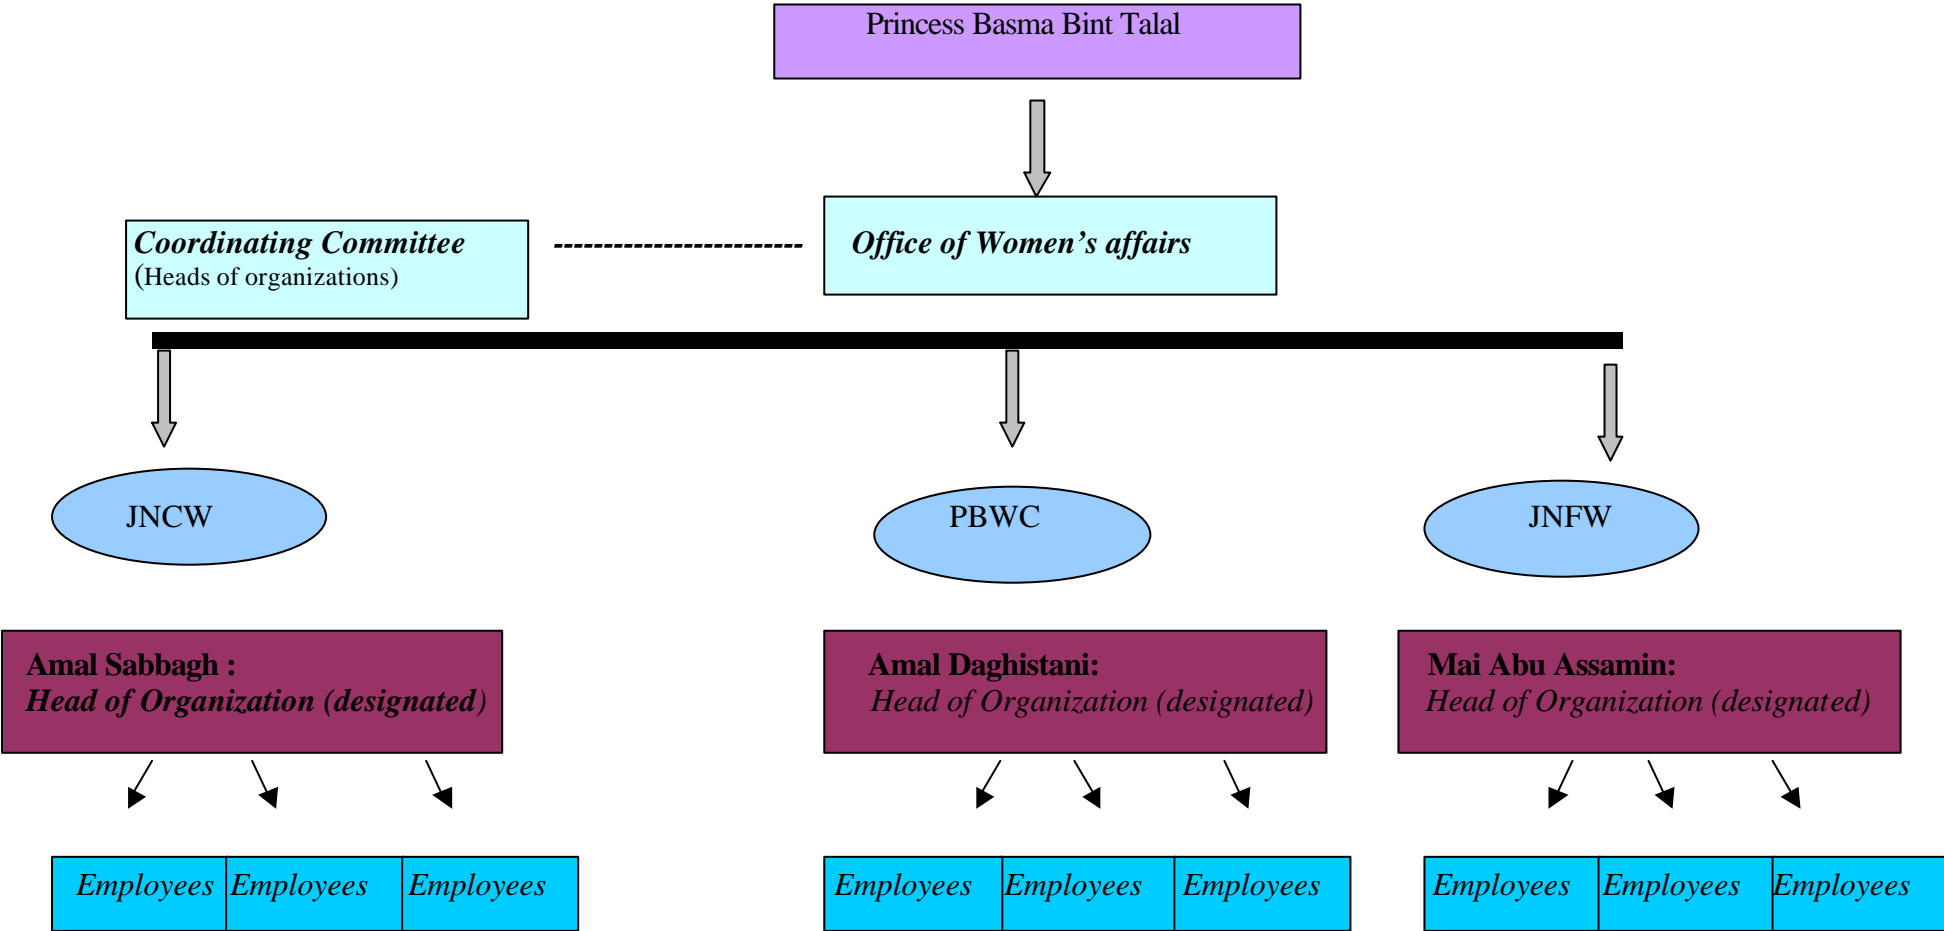 Princess Basma Bint Talal
Coordinating Committee
(Heads of organizations)
-------------------------
Office of Women’s affairs
JNCW
PBWC
JNFW
Amal Sabbagh :
Head of Organization (designated)
Amal Daghistani:
Head of Organization (designated)
Mai Abu Assamin:
Head of Organization (designated)
Employees
Employees
Employees
Employees
Employees
Employees
Employees
Employees
Employees